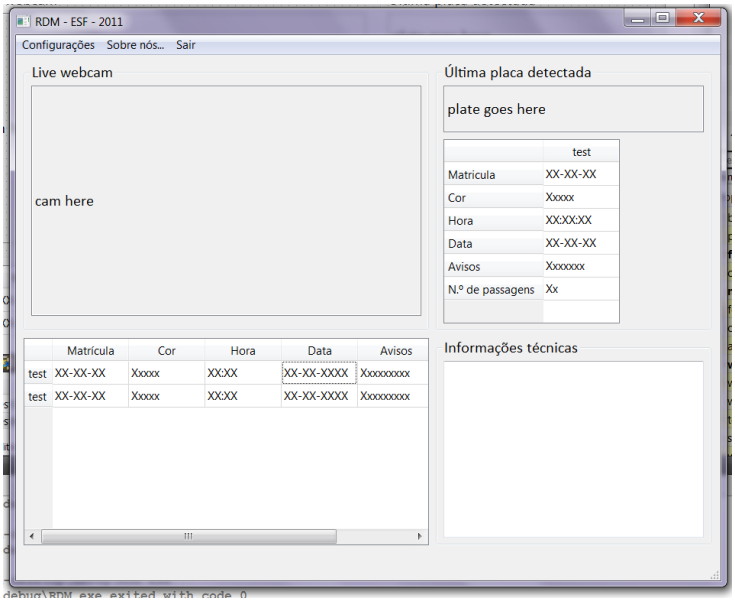 RDM - ESF - 2011
Configurações Sobre nós... Sair
Live webcam
cam here
Última placa detectada
plate goes here
test
Matricula XX-XX-XX
Cor Xxxxx
Hora XX:XX:XX
Data XX-XX-XX
Avisos Xxxxxxx
N.º de passagens Xx
Matrícula Cor Hora Data Avisos
test XX-XX-XX Xxxxx XX:XX XX-XX-XXXX Xxxxxxxxx
test XX-XX-XX Xxxxx XX:XX XX-XX-XXXX Xxxxxxxxx
Informações técnicas
debug\RDM.exe exited with code 0